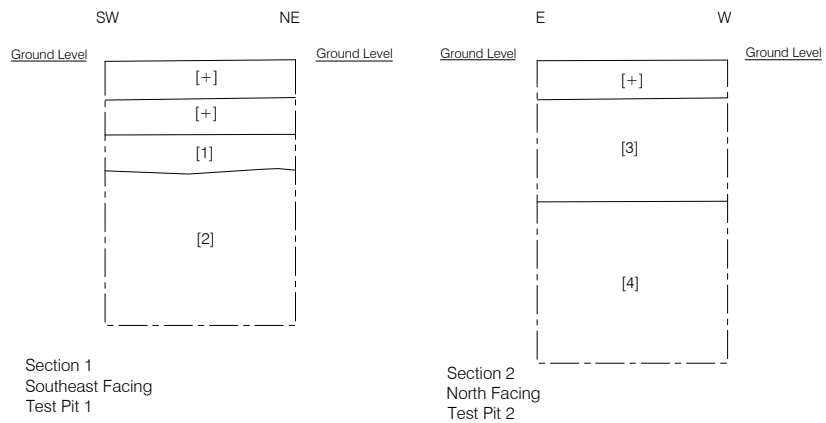 SW NE
Ground Level Ground Level
[+]
[+]
[1]
[2]
Section 1
Southeast Facing
Test Pit 1
E W
Ground Level Ground Level
[+]
[3]
[4]
Section 2
North Facing
Test Pit 2